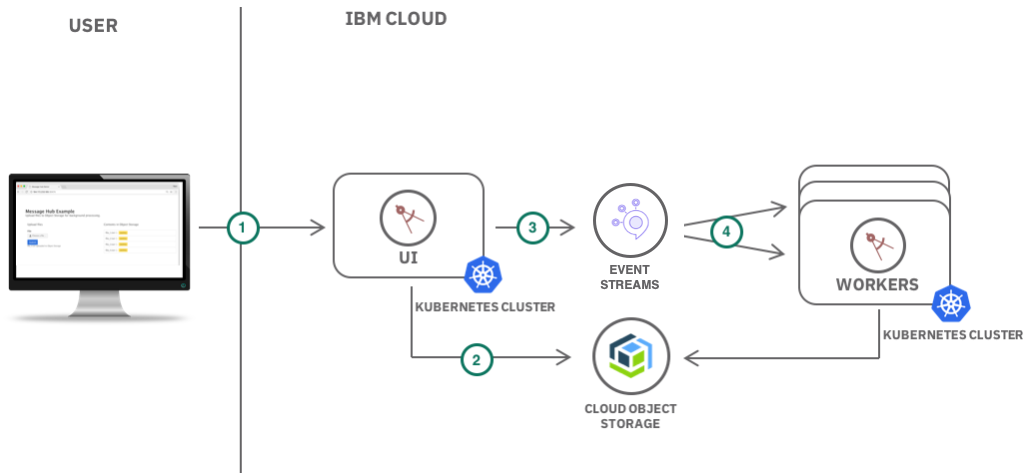 USER
IBM CLOUD
Message Hub Example
1
UI
KUBERNETES CLUSTER
2
3
EVENT
STREAMS
4
WORKERS
KUBERNETES CLUSTER
CLOUD OBJECT
STORAGE